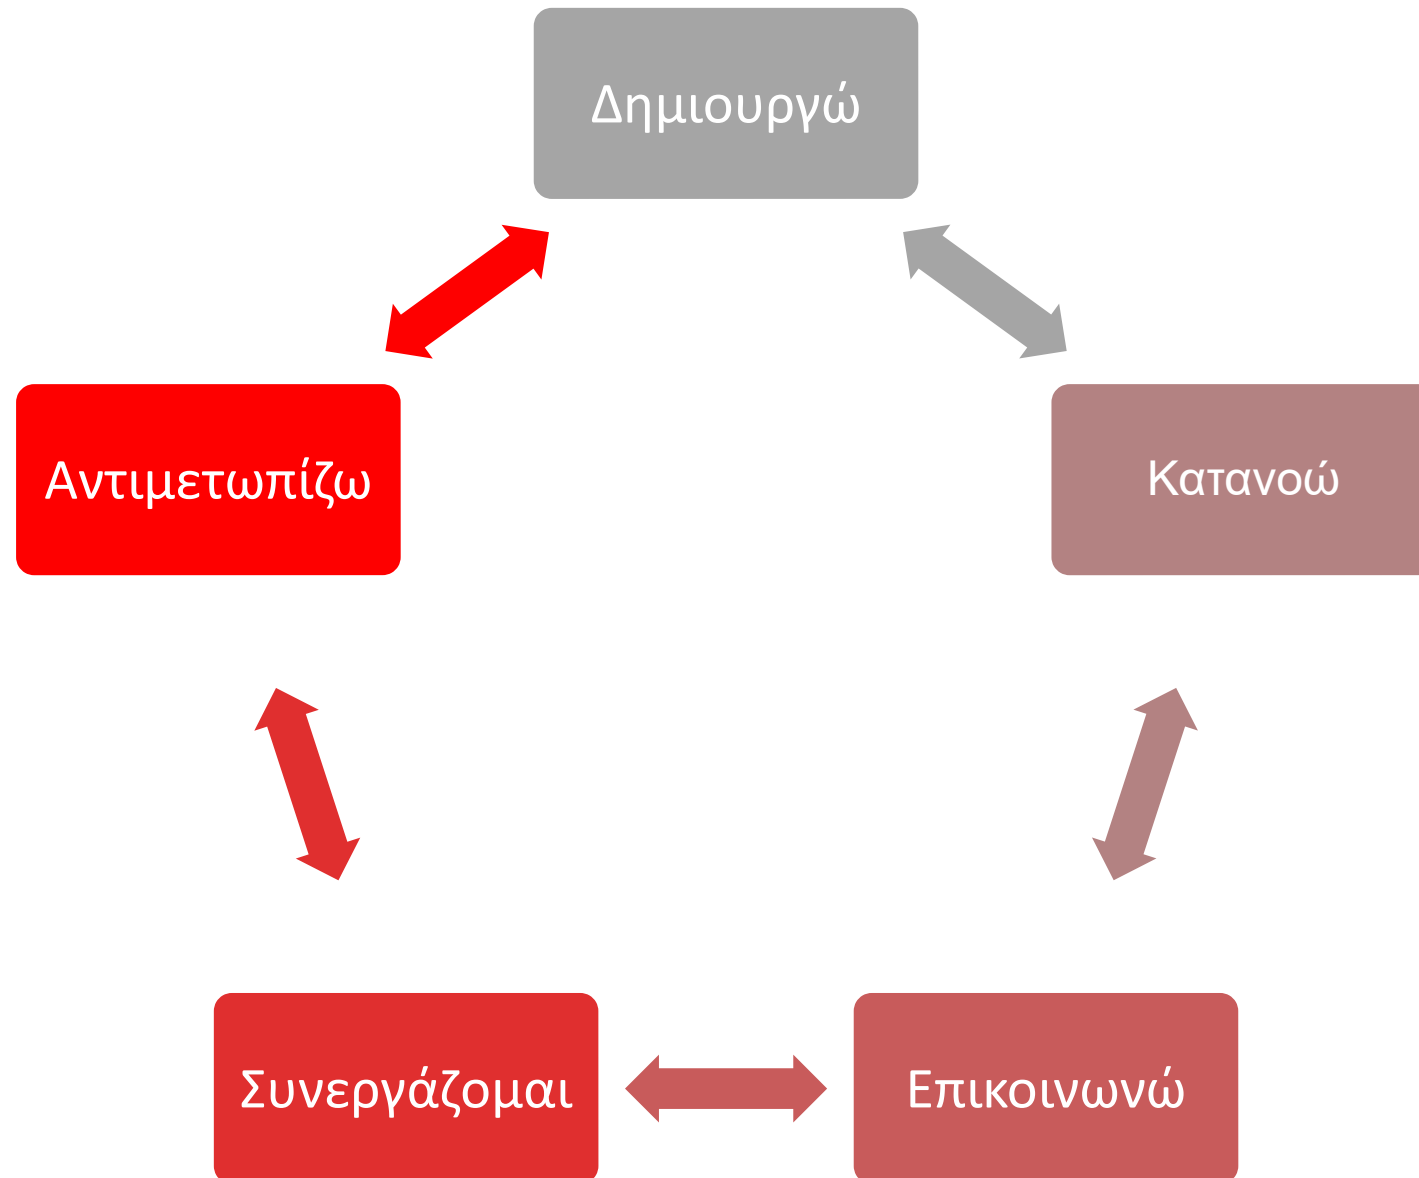 Δημιουργώ
Αντιμετωπίζω
Κατανοώ
Συνεργάζομαι
Επικοινωνώ